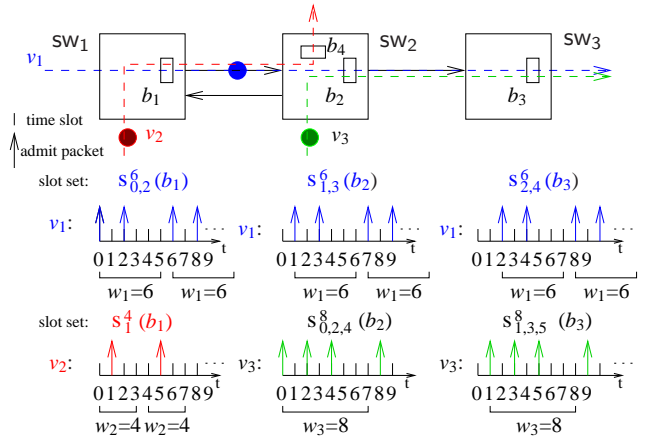 sw₁ sw₂ sw₃
v₁ b₄
b₁ b₂ b₃
time slot
v₂ v₃
admit packet
slot set: s⁶₀,₂(b₁) s⁶₁,₃(b₂) s⁶₂,₄(b₃)
v₁: ··· v₁: ··· v₁: ···
t t t
0123456789 0123456789 0123456789
w₁=6 w₁=6 w₁=6 w₁=6 w₁=6 w₁=6
slot set: s⁴₁(b₁) s⁸₀,₂,₄(b₂) s⁸₁,₃,₅(b₃)
v₂: ··· v₃: ··· v₃: ···
t t t
0123456789 0123456789 0123456789
w₂=4 w₂=4 w₃=8 w₃=8